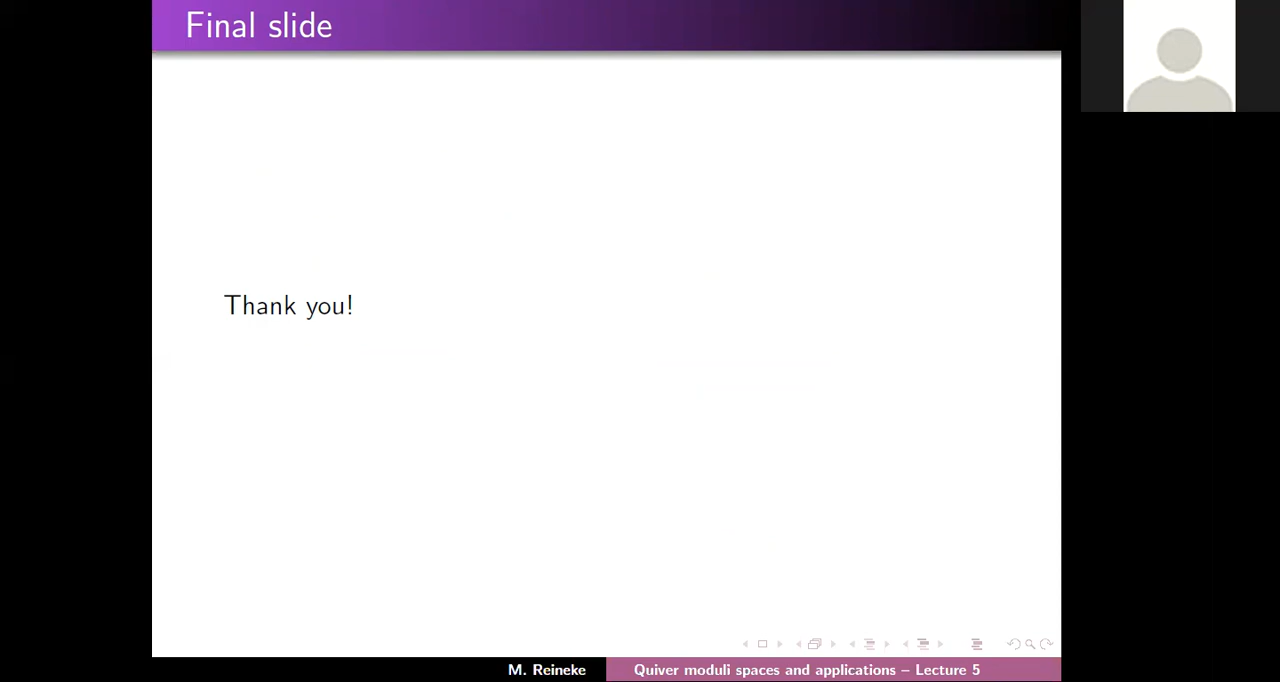 Final slide
Thank you!
M. Reineke
Quiver moduli spaces and applications – Lecture 5